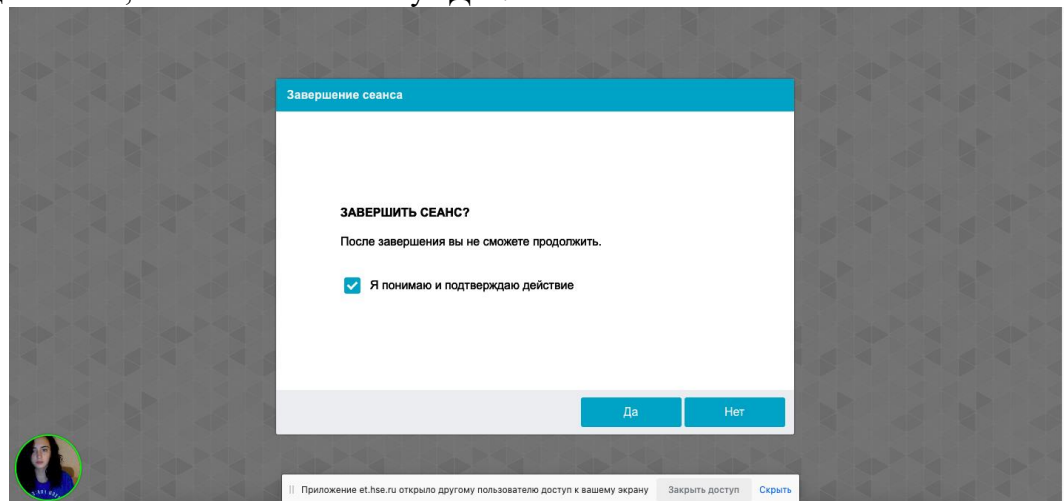 Завершение сеанса
ЗАВЕРШИТЬ СЕАНС?
После завершения вы не сможете продолжить.
Я понимаю и подтверждаю действие
Да Нет
Приложение et.hse.ru открыло другому пользователю доступ к вашему экрану Закрыть доступ Скрыть